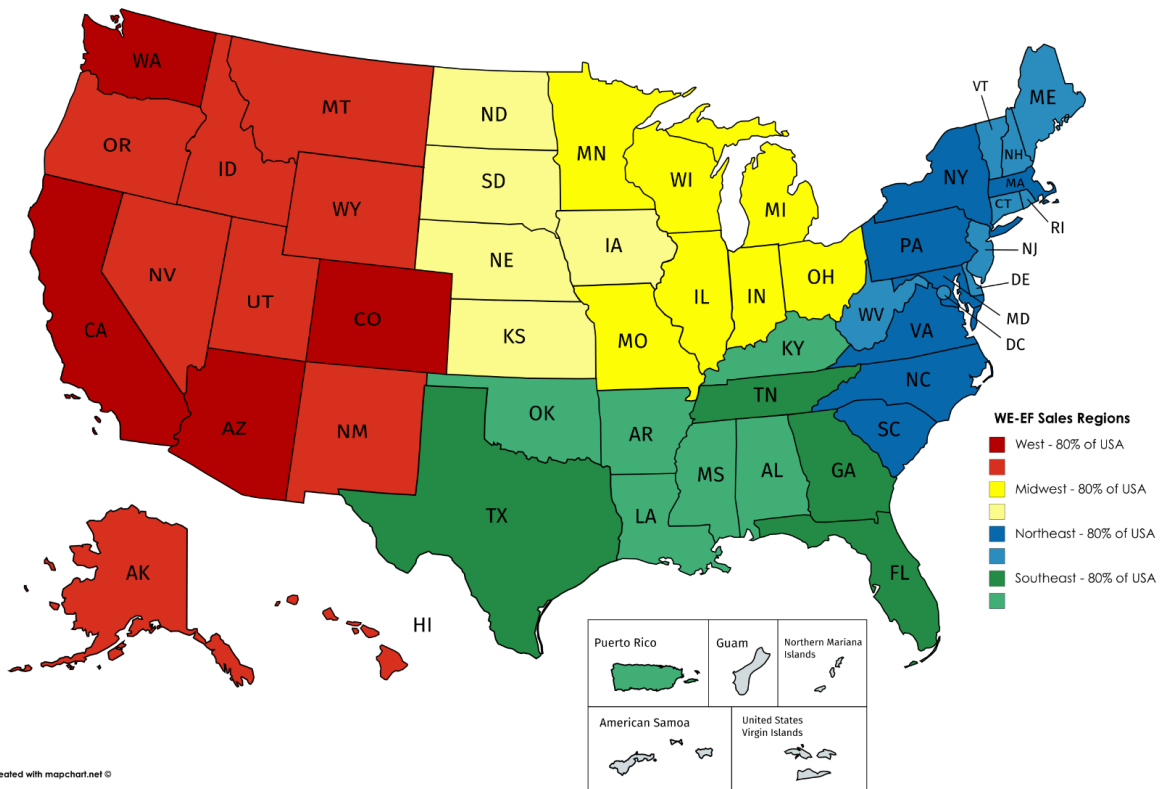 WA
MT
ND
MN
VT
ME
OR
ID
SD
WI
NH
WY
MI
NY
MA
CT
RI
NV
UT
NE
IA
PA
NJ
CA
CO
KS
IL
IN
OH
DE
MO
WV
VA
MD
DC
KY
NC
AZ
NM
OK
AR
TN
SC
TX
LA
MS
AL
GA
FL
AK
HI
WE-EF Sales Regions
West - 80% of USA
Midwest - 80% of USA
Northeast - 80% of USA
Southeast - 80% of USA
Puerto Rico
Guam
Northern Mariana
Islands
American Samoa
United States
Virgin Islands
eated with mapchart.net ©